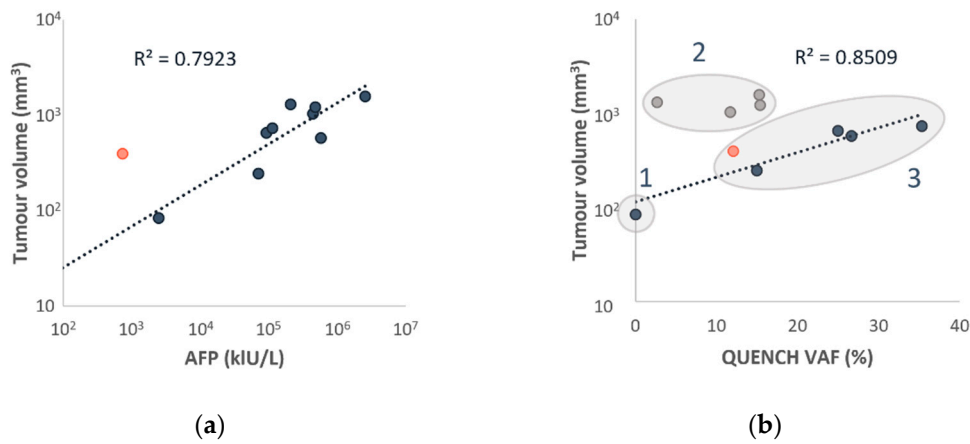 10⁴
R² = 0.7923
10³
10²
10
Tumour volume (mm³)
10²
10³
10⁴
10⁵
10⁶
10⁷
AFP (kIU/L)
(a)
10⁴
2
R² = 0.8509
10³
1
3
10²
10
Tumour volume (mm³)
0
10
20
30
40
QUENCH VAF (%)
(b)